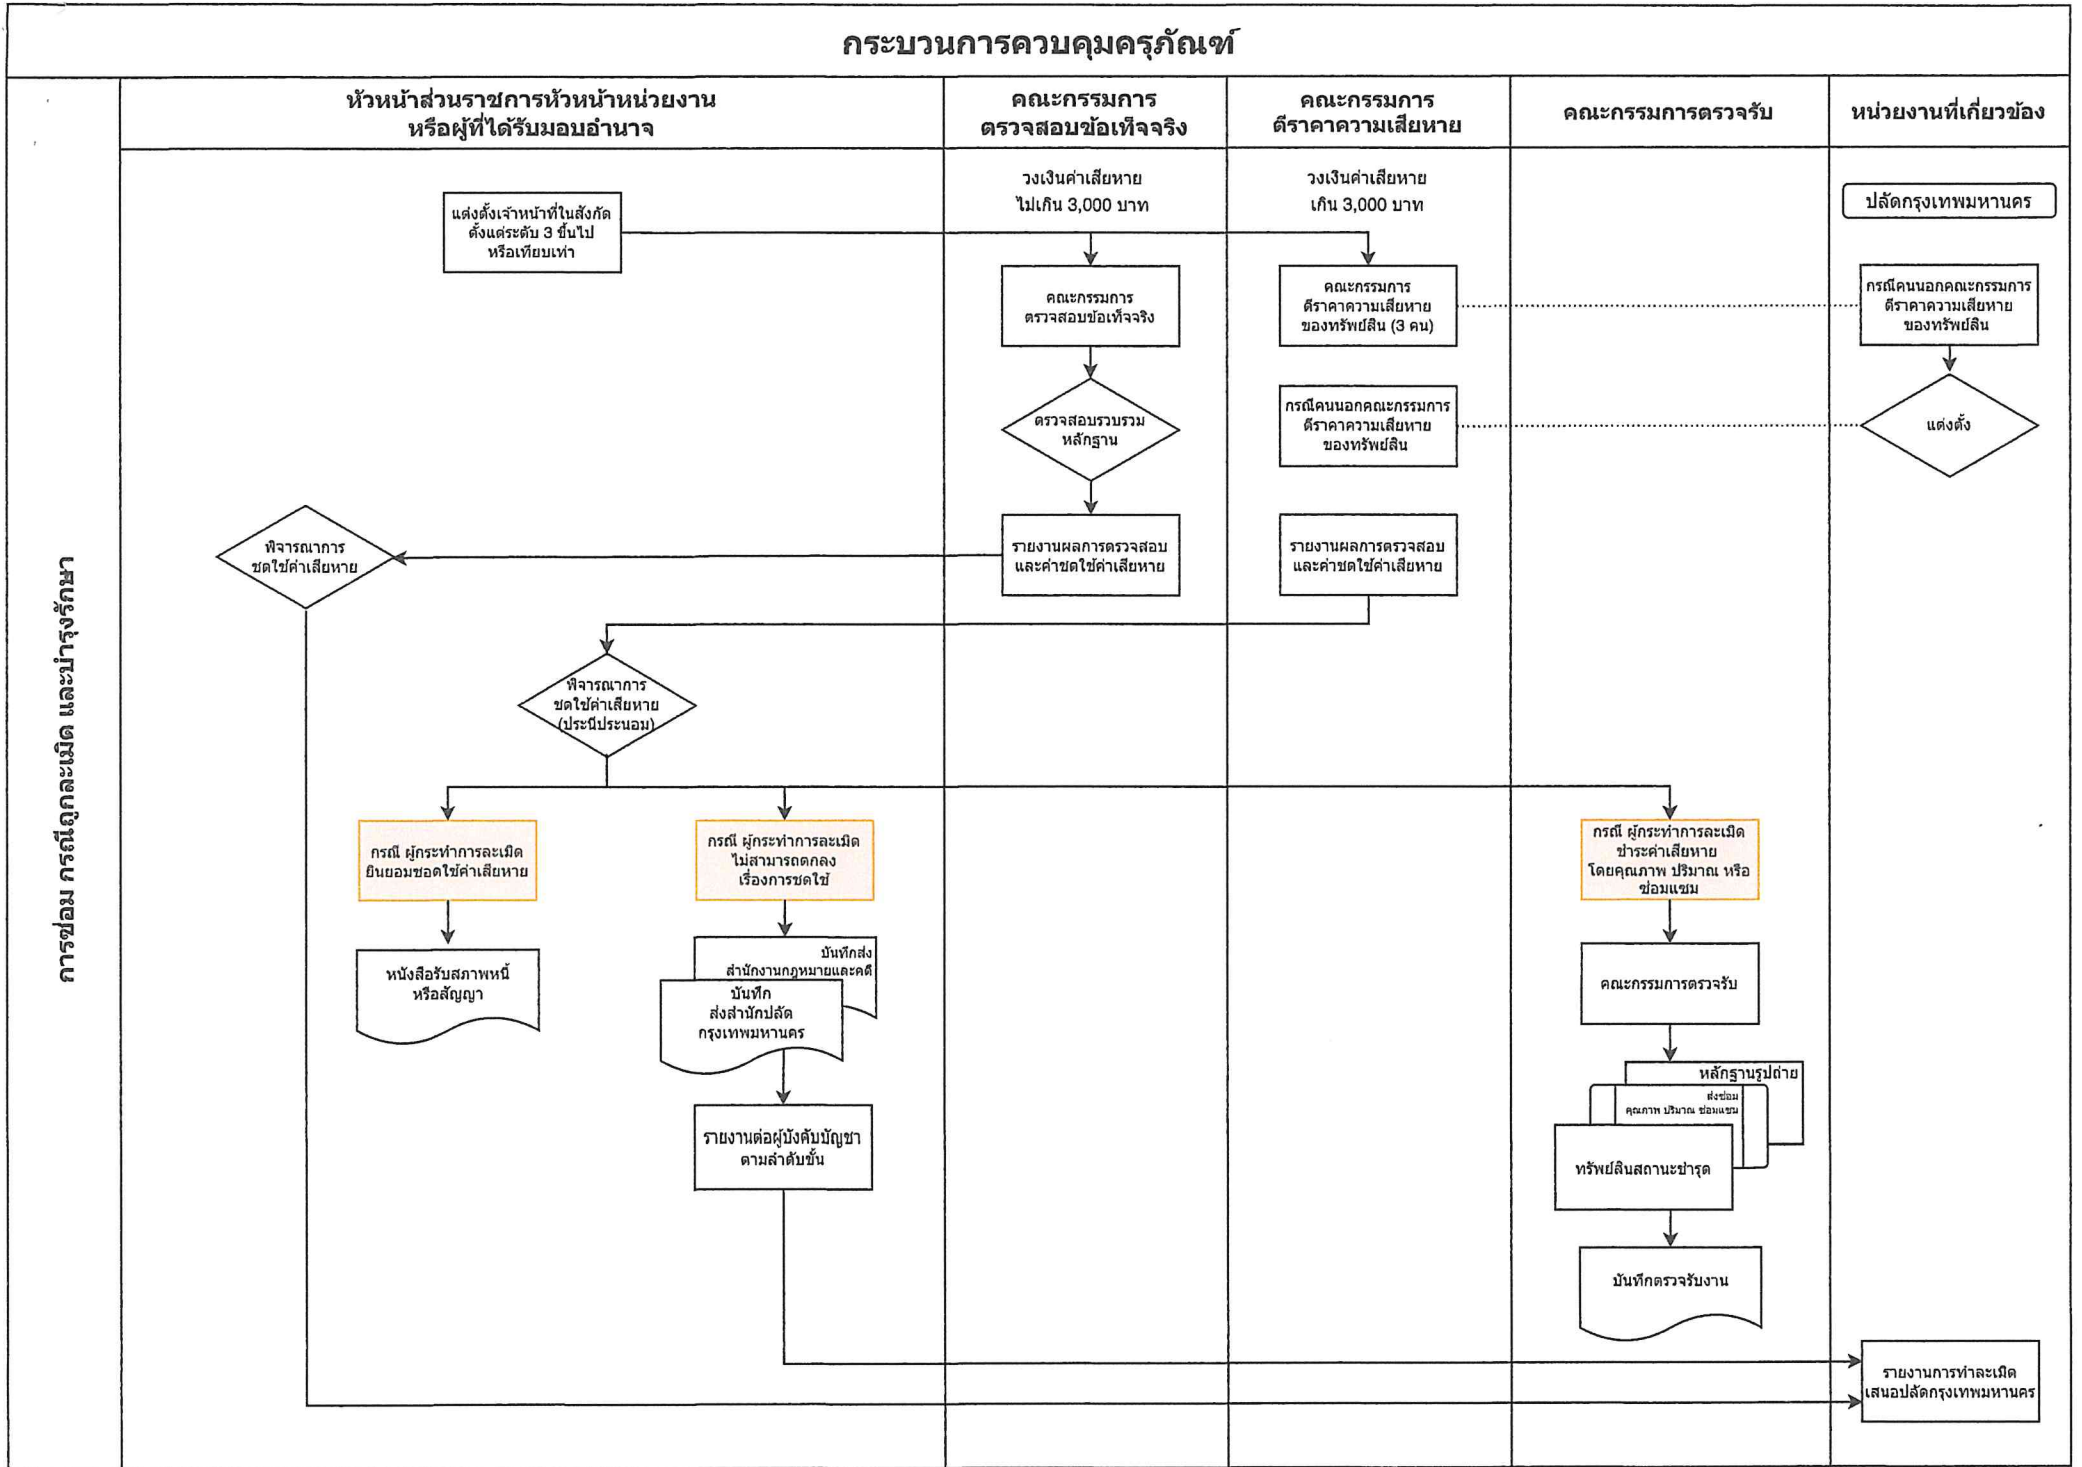 กระบวนการควบคุมครุภัณฑ์
หัวหน้าส่วนราชการหัวหน้าหน่วยงาน
หรือผู้ที่ได้รับมอบอำนาจ
คณะกรรมการ
ตรวจสอบข้อเท็จจริง
คณะกรรมการ
ตีราคาความเสียหาย
คณะกรรมการตรวจรับ
หน่วยงานที่เกี่ยวข้อง
การซ่อม กรณีถูกละเมิด และบำรุงรักษา
วงเงินค่าเสียหาย
ไม่เกิน 3,000 บาท
วงเงินค่าเสียหาย
เกิน 3,000 บาท
ปลัดกรุงเทพมหานคร
แต่งตั้งเจ้าหน้าที่ในสังกัด
ตั้งแต่ระดับ 3 ขึ้นไป
หรือเทียบเท่า
คณะกรรมการ
ตรวจสอบข้อเท็จจริง
คณะกรรมการ
ตีราคาความเสียหาย
ของทรัพย์สิน (3 คน)
กรณีคนนอกคณะกรรมการ
ตีราคาความเสียหาย
ของทรัพย์สิน
ตรวจสอบรวบรวม
หลักฐาน
กรณีคนนอกคณะกรรมการ
ตีราคาความเสียหาย
ของทรัพย์สิน
แต่งตั้ง
พิจารณาการ
ชดใช้ค่าเสียหาย
รายงานผลการตรวจสอบ
และค่าชดใช้ค่าเสียหาย
รายงานผลการตรวจสอบ
และค่าชดใช้ค่าเสียหาย
พิจารณาการ
ชดใช้ค่าเสียหาย
(ประนีประนอม)
กรณี ผู้กระทำการละเมิด
ยินยอมชอดใช้ค่าเสียหาย
กรณี ผู้กระทำการละเมิด
ไม่สามารถตกลง
เรื่องการชดใช้
กรณี ผู้กระทำการละเมิด
ชำระค่าเสียหาย
โดยคุณภาพ ปริมาณ หรือ
ซ่อมแซม
หนังสือรับสภาพหนี้
หรือสัญญา
บันทึกส่ง
สำนักงานกฎหมายและคดี
บันทึก
ส่งสำนักปลัด
กรุงเทพมหานคร
คณะกรรมการตรวจรับ
รายงานต่อผู้บังคับบัญชา
ตามลำดับขั้น
หลักฐานรูปถ่าย
ส่งซ่อม
คุณภาพ ปริมาณ ซ่อมแซม
ทรัพย์สินสถานะชำรุด
บันทึกตรวจรับงาน
รายงานการทำละเมิด
เสนอปลัดกรุงเทพมหานคร